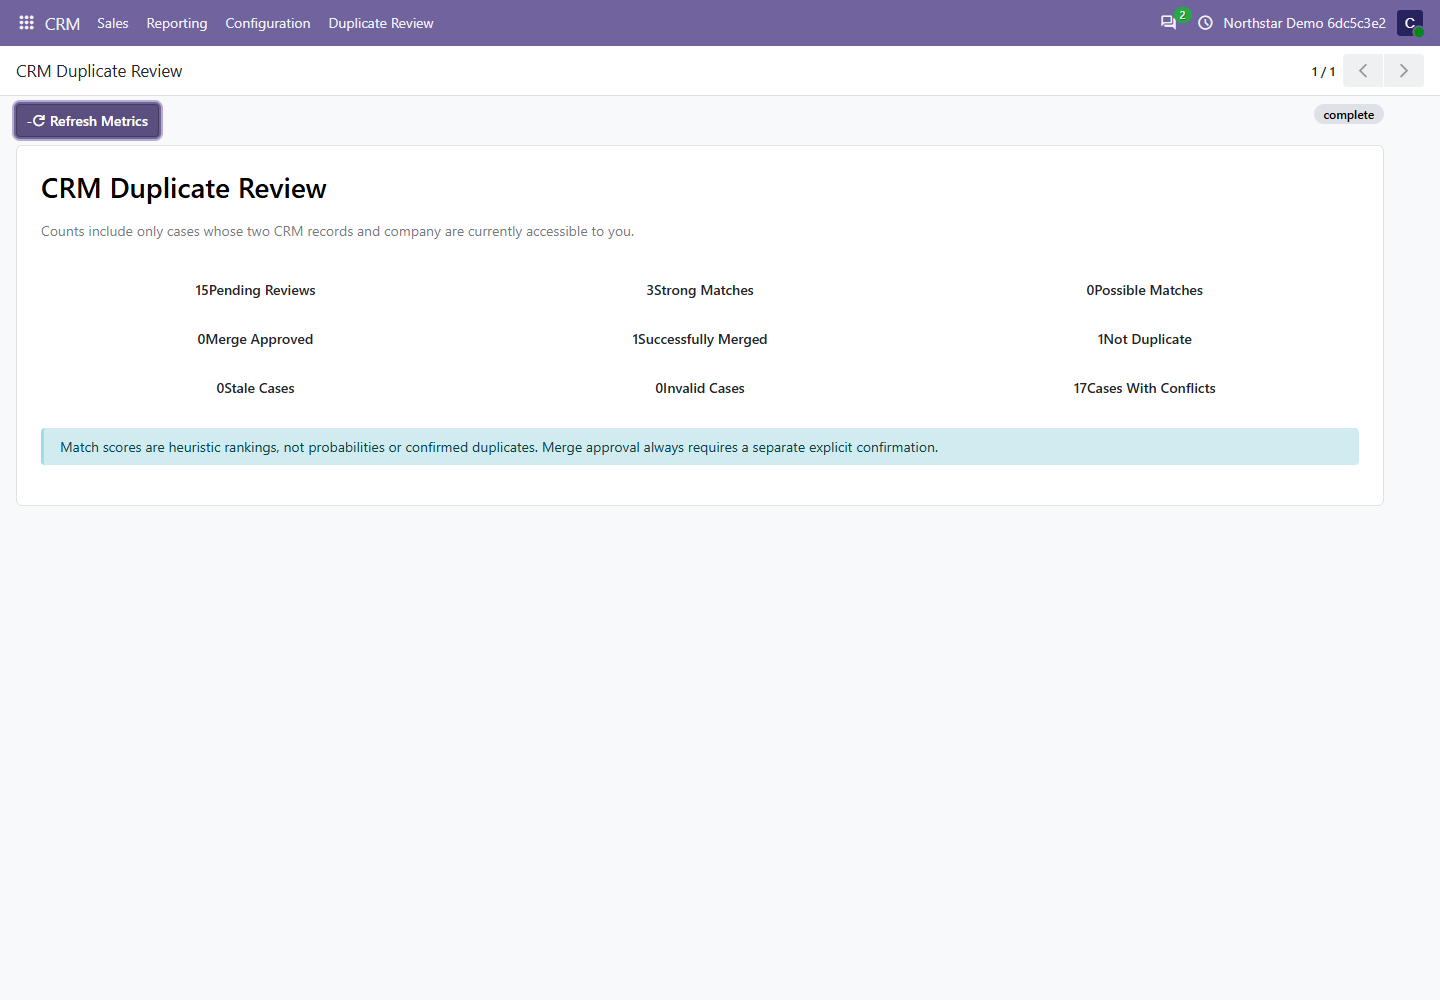 CRM Sales Reporting Configuration Duplicate Review 2 Northstar Demo 6dc5c3e2 C
CRM Duplicate Review 1 / 1
-Refresh Metrics complete
CRM Duplicate Review
Counts include only cases whose two CRM records and company are currently accessible to you.
15Pending Reviews 3Strong Matches 0Possible Matches
0Merge Approved 1Successfully Merged 1Not Duplicate
0Stale Cases 0Invalid Cases 17Cases With Conflicts
Match scores are heuristic rankings, not probabilities or confirmed duplicates. Merge approval always requires a separate explicit confirmation.